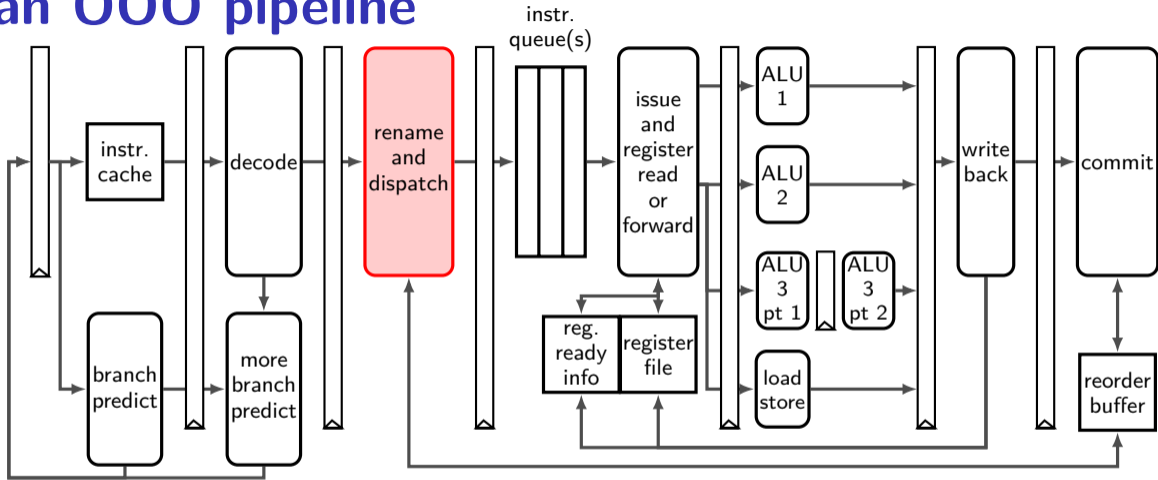 an OOO pipeline
instr.
cache
branch
predict
decode
more
branch
predict
rename
and
dispatch
instr.
queue(s)
issue
and
register
read
or
forward
reg.
ready
info
register
file
ALU
1
ALU
2
ALU
3
pt 1
ALU
3
pt 2
load
store
write
back
commit
reorder
buffer